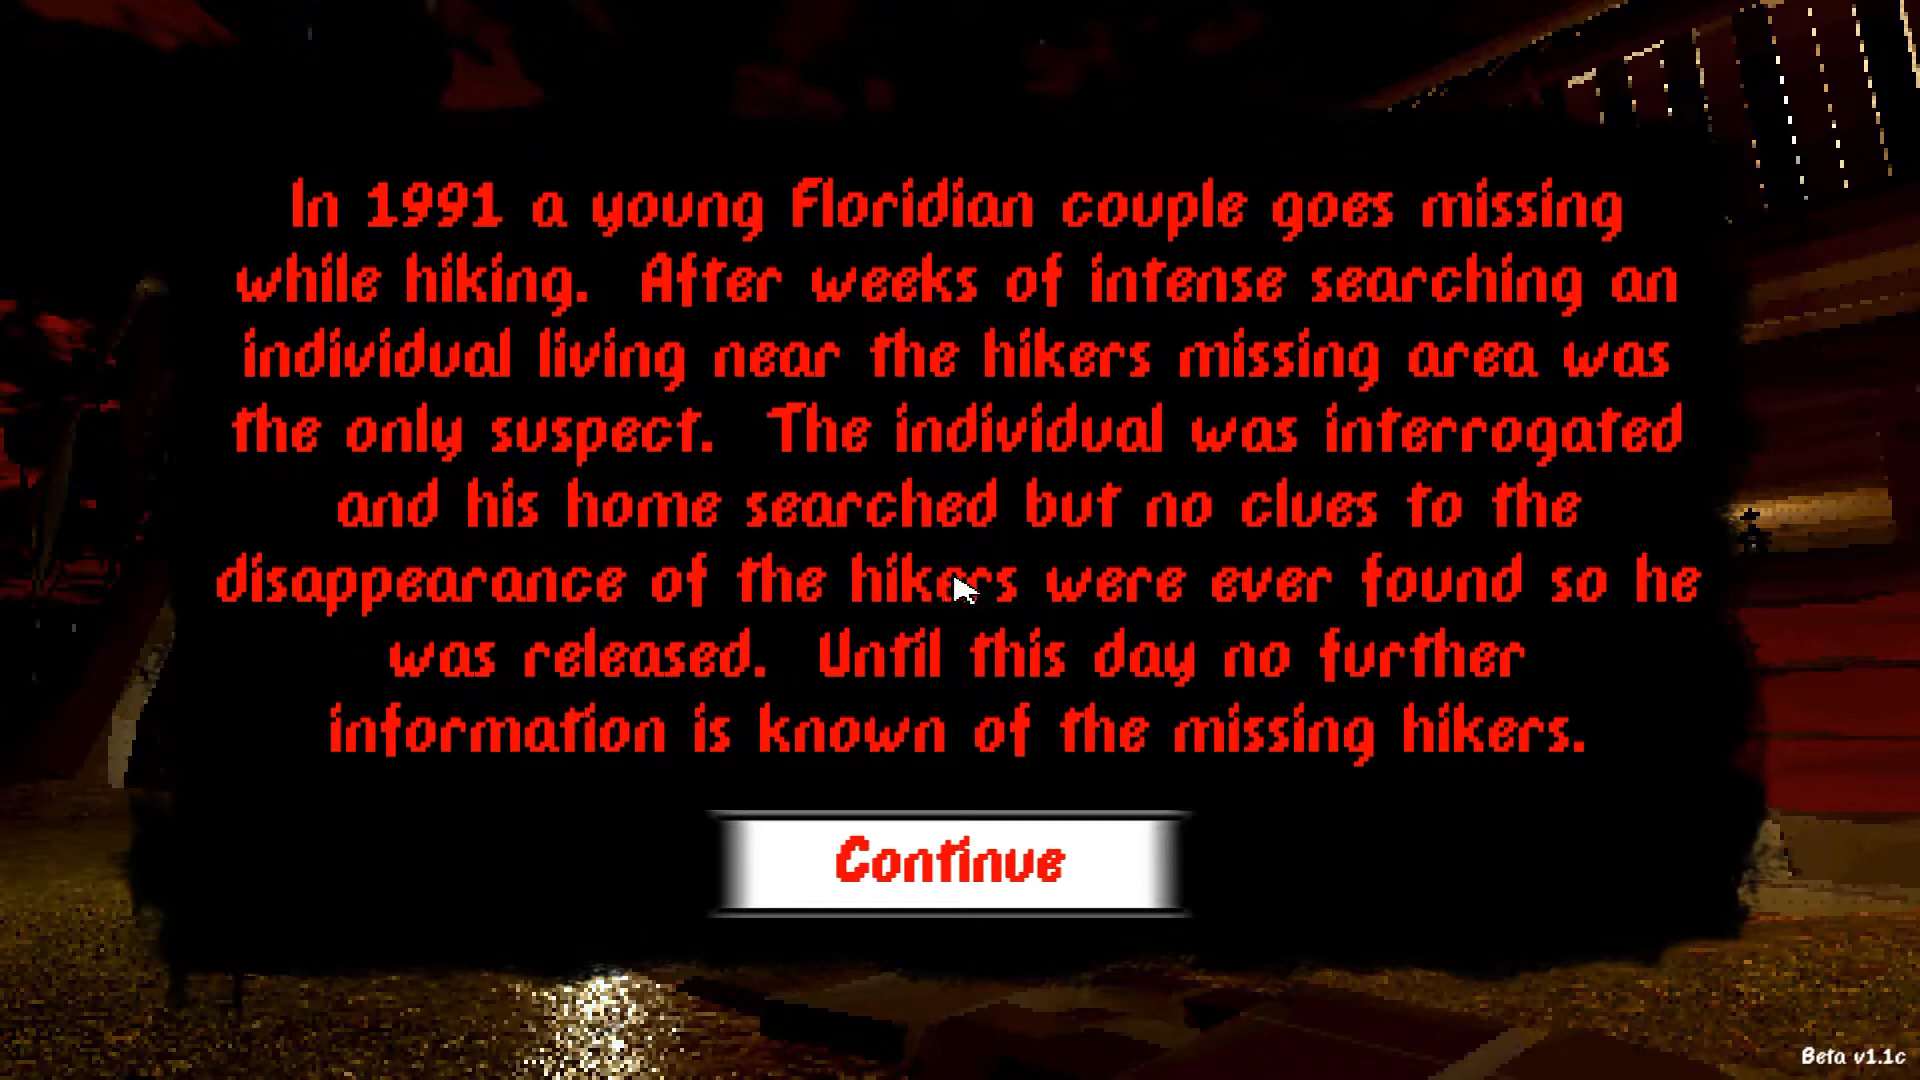 In 1991 a young Floridian couple goes missing
while hiking.  After weeks of intense searching an
individual living near the hikers missing area was
the only suspect.  The individual was interrogated
and his home searched but no clues to the
disappearance of the hikers were ever found so he
was released.  Until this day no further
information is known of the missing hikers.
Continue
Beta v1.1c